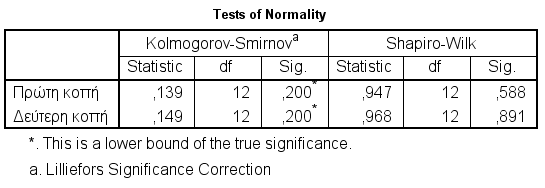 Tests of Normality
Kolmogorov-Smirnov a Shapiro-Wilk
Statistic df Sig. Statistic df Sig.
Πρώτη κοπή ,139 12 ,200* ,947 12 ,588
Δεύτερη κοπή ,149 12 ,200* ,968 12 ,891
*. This is a lower bound of the true significance.
a. Lilliefors Significance Correction